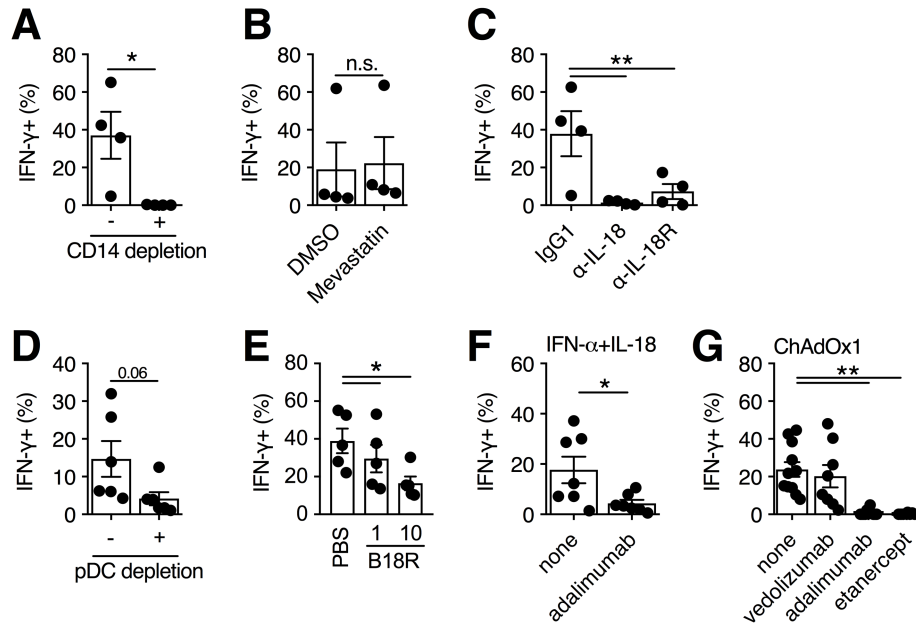 A
IFN-γ+ (%)
80
60
40
20
0
*
- +
CD14 depletion
B
IFN-γ+ (%)
80
60
40
20
0
n.s.
DMSO
Mevastatin
C
IFN-γ+ (%)
80
60
40
20
0
**
IgG1
α-IL-18
α-IL-18R
D
IFN-γ+ (%)
40
30
20
10
0
0.06
- +
pDC depletion
E
IFN-γ+ (%)
80
60
40
20
0
*
PBS
1 10
B18R
F
IFN-α+IL-18
IFN-γ+ (%)
60
40
20
0
*
none
adalimumab
G
ChAdOx1
IFN-γ+ (%)
80
60
40
20
0
**
none
vedolizumab
adalimumab
etanercept